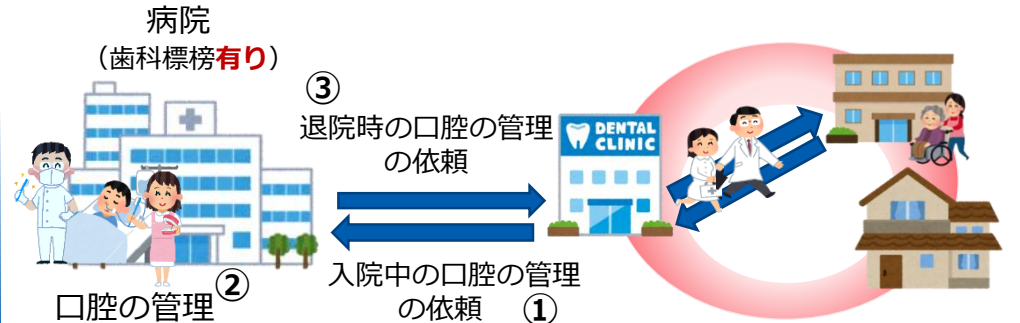 病院
（歯科標榜有り）
③
退院時の口腔の管理
の依頼
DENTAL
CLINIC
入院中の口腔の管理
の依頼 ①
口腔の管理②